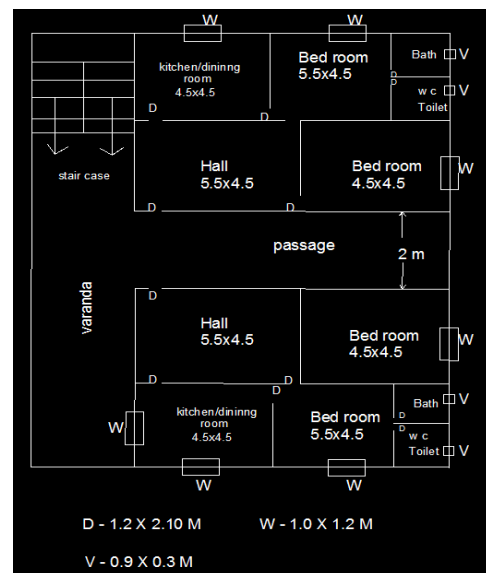 W W
Bed room
5.5x4.5
Bath V
kitchen/dininng
room
4.5x4.5
D
D
w c V
Toilet
D D
stair case
Hall
5.5x4.5
Bed room
4.5x4.5
W
D D
passage
2 m
varanda
D
Hall
5.5x4.5
Bed room
4.5x4.5
W
D D
D
Bath V
kitchen/dininng
room
4.5x4.5
Bed room
5.5x4.5
D
D
w c
Toilet V
W
W W
D - 1.2 X 2.10 M W - 1.0 X 1.2 M
V - 0.9 X 0.3 M